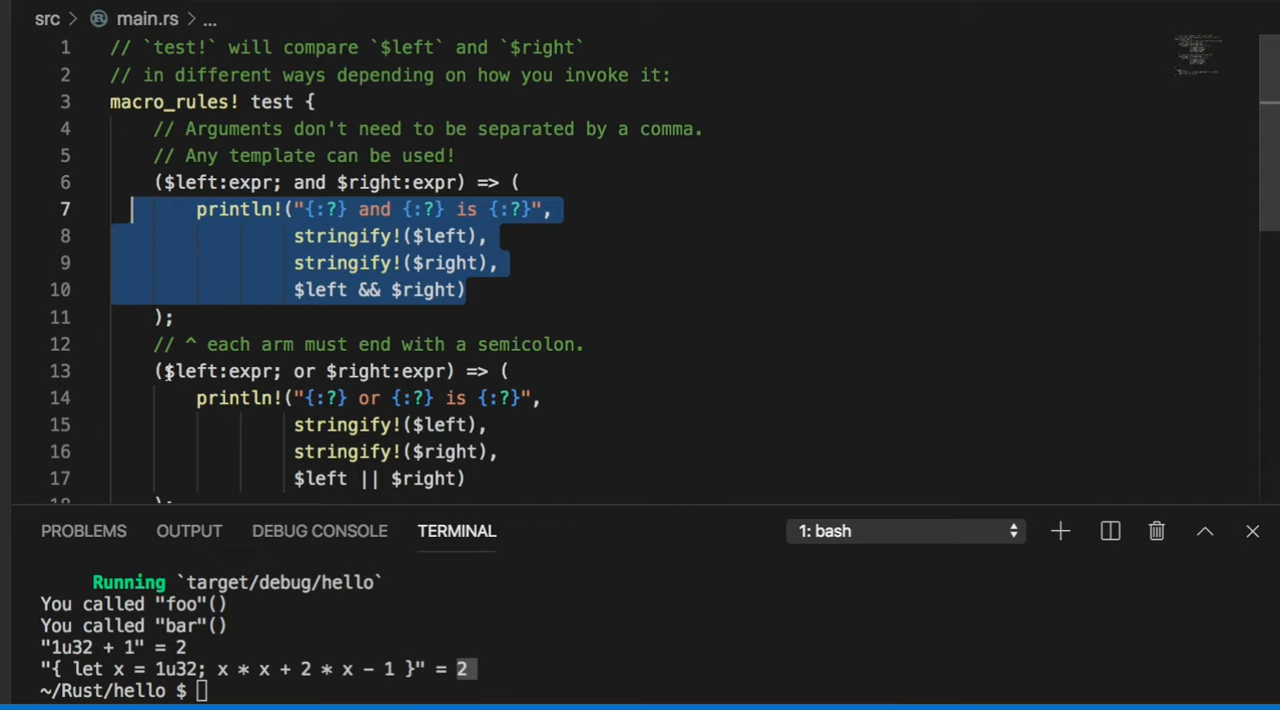 src > main.rs > ...
1 // `test!` will compare `$left` and `$right`
2 // in different ways depending on how you invoke it:
3 macro_rules! test {
4 // Arguments don't need to be separated by a comma.
5 // Any template can be used!
6 ($left:expr; and $right:expr) => (
7 println!("{:?} and {:?} is {:?}",
8 stringify!($left),
9 stringify!($right),
10 $left && $right)
11 );
12 // ^ each arm must end with a semicolon.
13 ($left:expr; or $right:expr) => (
14 println!("{:?} or {:?} is {:?}",
15 stringify!($left),
16 stringify!($right),
17 $left || $right)
18 );
PROBLEMS OUTPUT DEBUG CONSOLE TERMINAL 1: bash
Running `target/debug/hello`
You called "foo"()
You called "bar"()
"1u32 + 1" = 2
"{ let x = 1u32; x * x + 2 * x - 1 }" = 2
~/Rust/hello $